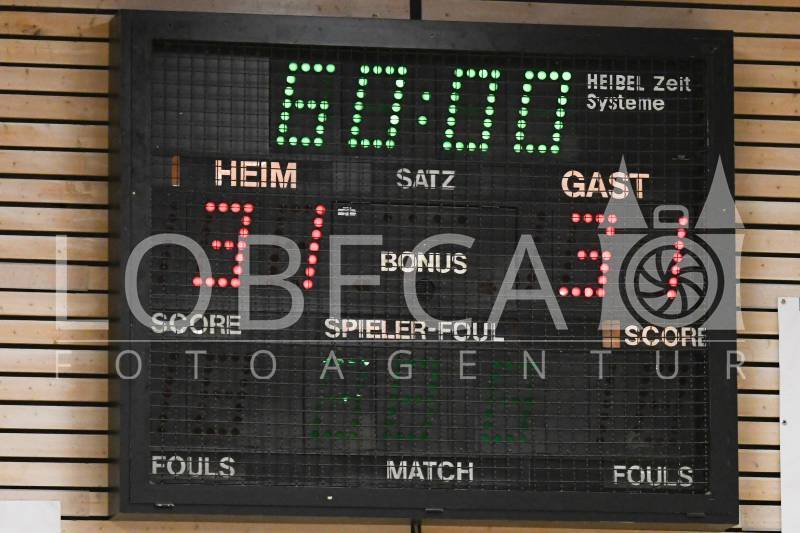 60:00
HEIBEL Zeit
Systeme
HEIM SATZ GAST
31 BONUS 31
LOBECA
SCORE SPIELER-FOUL SCORE
FOTOAGENTUR
FOULS MATCH FOULS